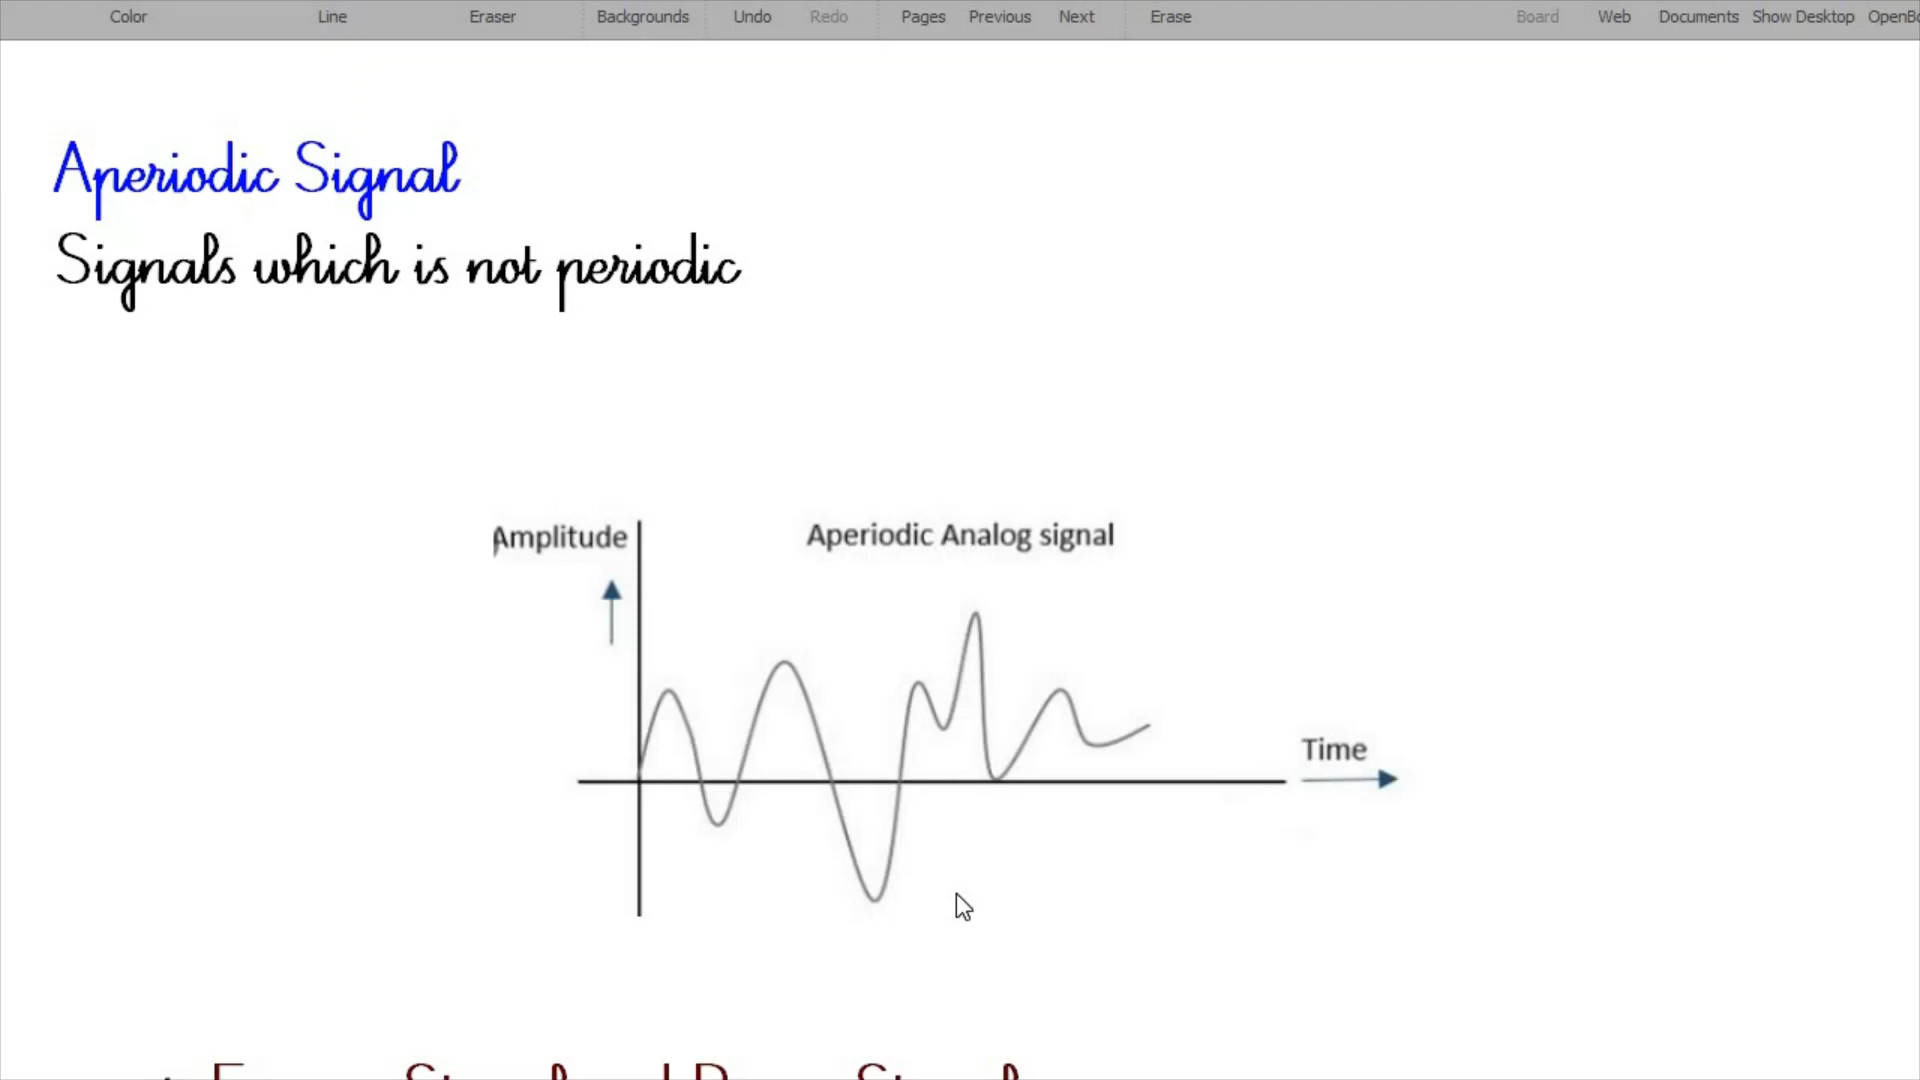 Color Line Eraser Backgrounds Undo Redo Pages Previous Next Erase Board Web Documents Show Desktop
Aperiodic Signal
Signals which is not periodic
Amplitude
Aperiodic Analog signal
Time